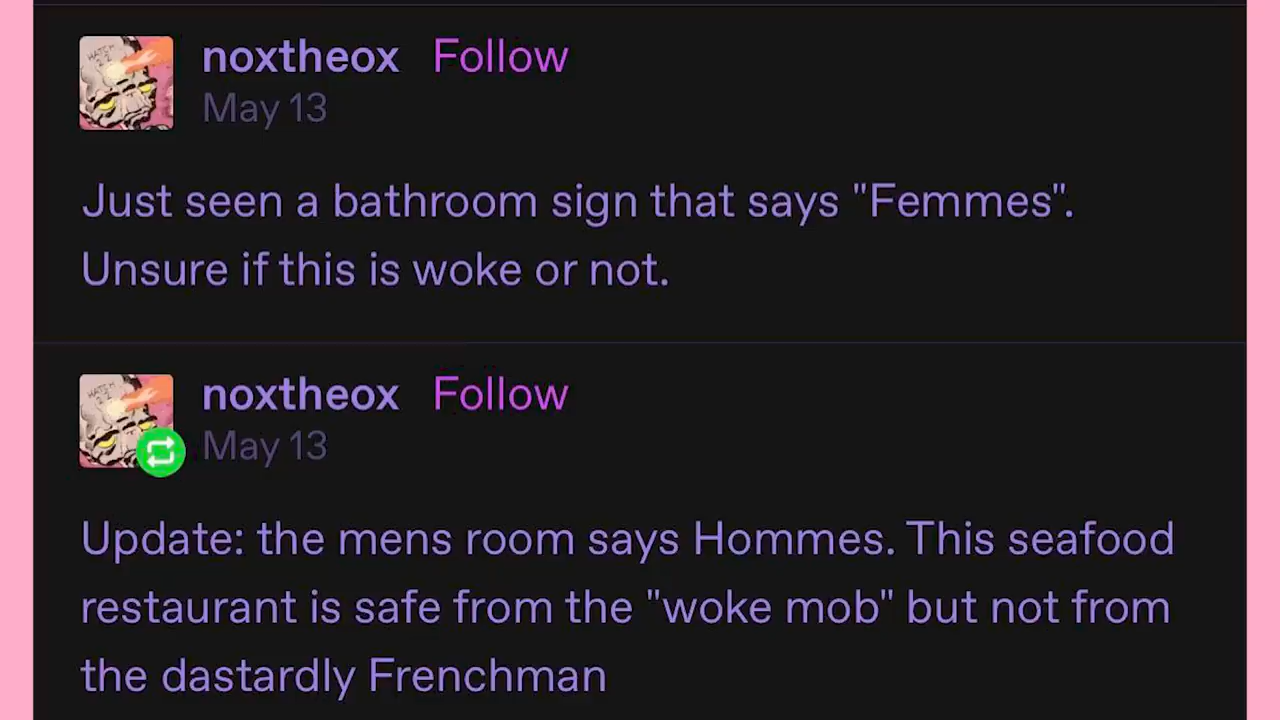 noxtheox Follow
May 13
Just seen a bathroom sign that says "Femmes".
Unsure if this is woke or not.
noxtheox Follow
May 13
Update: the mens room says Hommes. This seafood
restaurant is safe from the "woke mob" but not from
the dastardly Frenchman